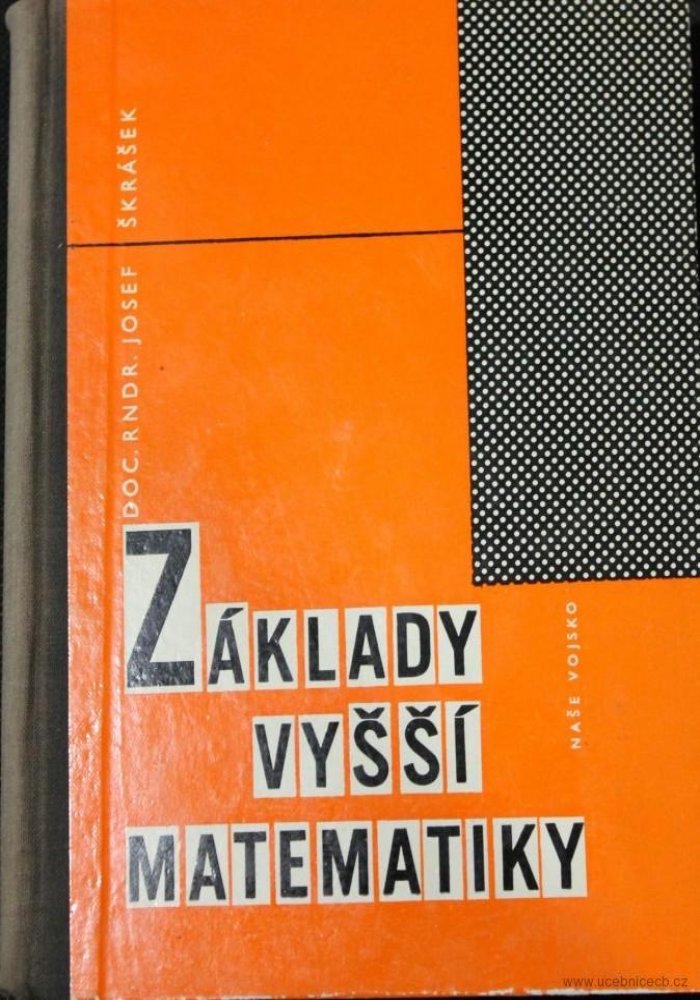 DOC. RNDR. JOSEF ŠKRÁŠEK
ZÁKLADY
VYŠŠÍ
MATEMATIKY
NAŠE VOJSKO
www.ucebnicecb.cz